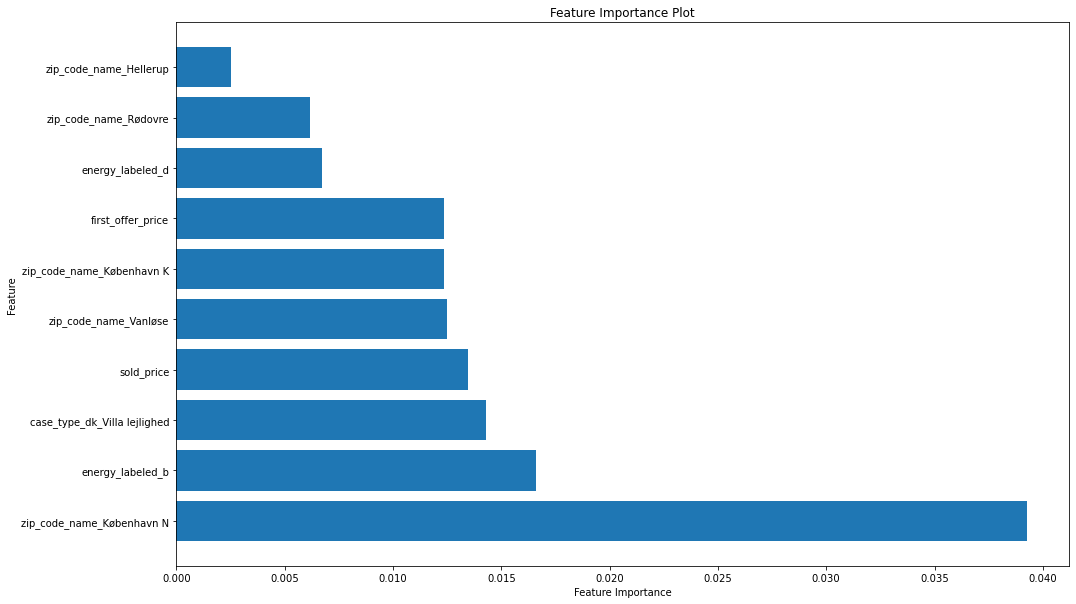 Feature Importance Plot
zip_code_name_Hellerup
zip_code_name_Rødovre
energy_labeled_d
first_offer_price
zip_code_name_København K
zip_code_name_Vanløse
sold_price
case_type_dk_Villa lejlighed
energy_labeled_b
zip_code_name_København N
Feature
0.000 0.005 0.010 0.015 0.020 0.025 0.030 0.035 0.040
Feature Importance